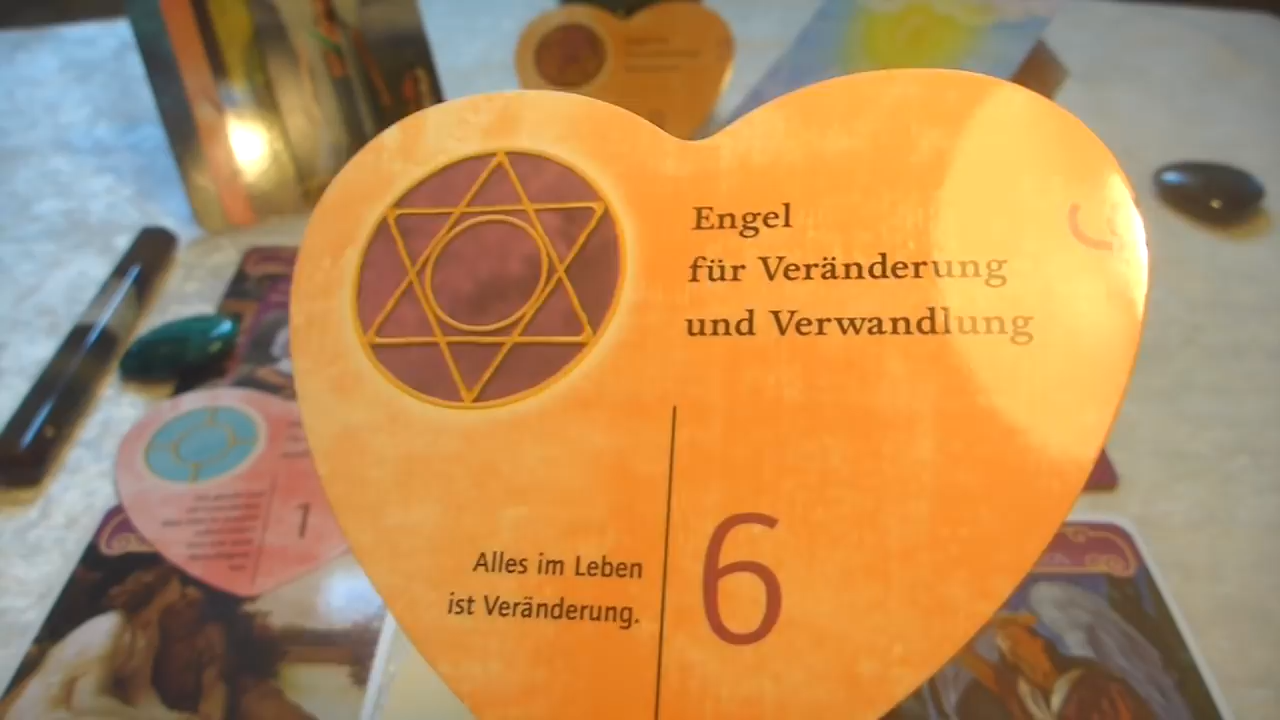 Engel
für Veränderung
und Verwandlung
Alles im Leben
ist Veränderung.
6
1